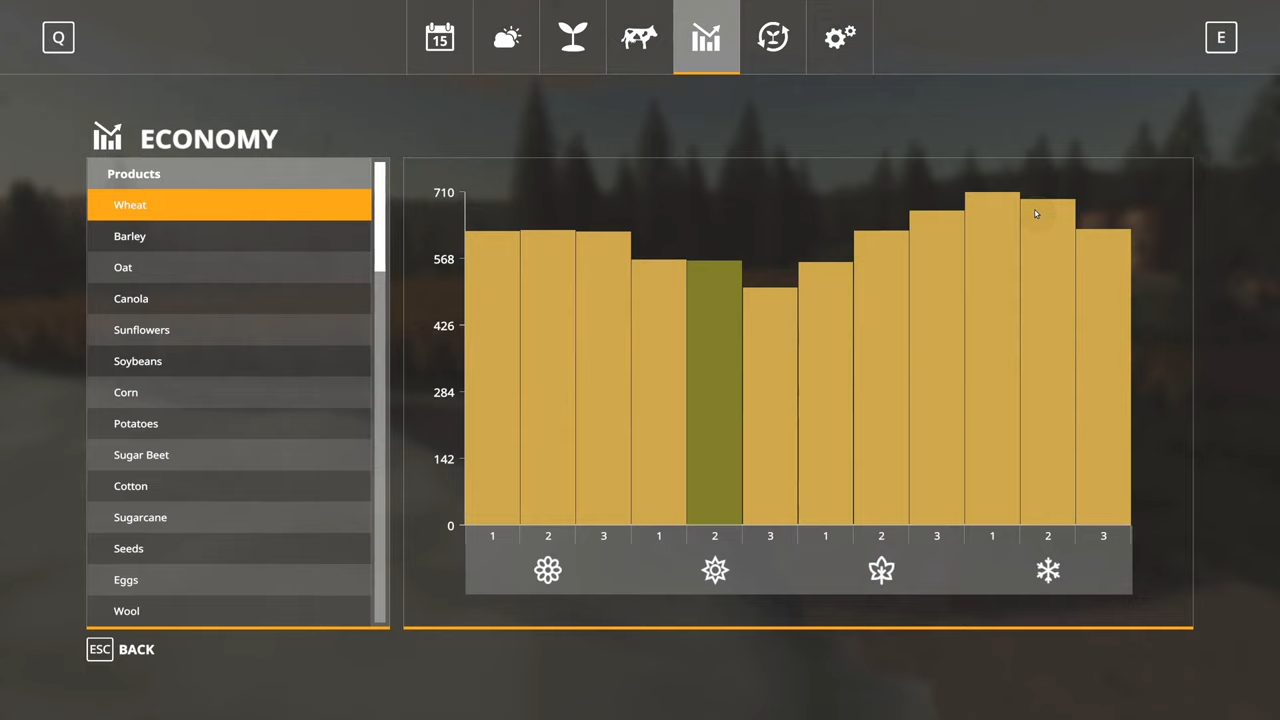 Q
15
E
ECONOMY
Products
Wheat
Barley
Oat
Canola
Sunflowers
Soybeans
Corn
Potatoes
Sugar Beet
Cotton
Sugarcane
Seeds
Eggs
Wool
710
568
426
284
142
0
1 2 3 1 2 3 1 2 3 1 2 3
ESC BACK